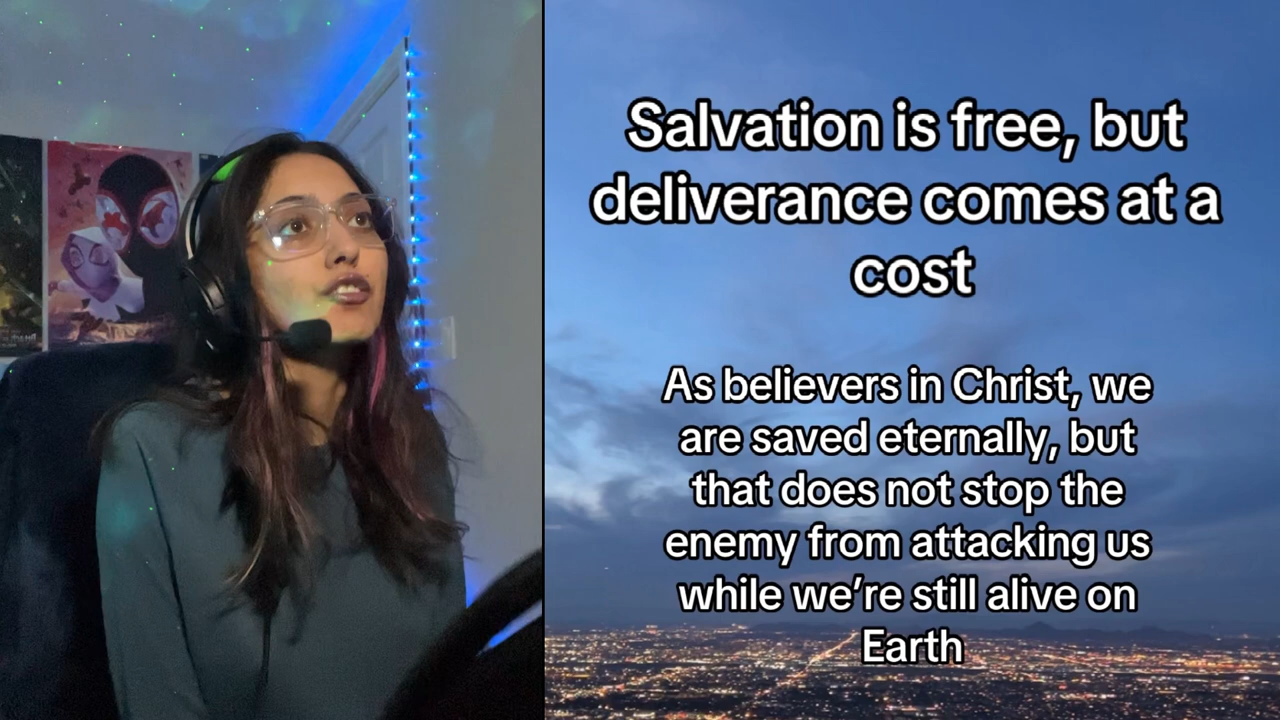 Salvation is free, but
deliverance comes at a
cost
As believers in Christ, we
are saved eternally, but
that does not stop the
enemy from attacking us
while we’re still alive on
Earth